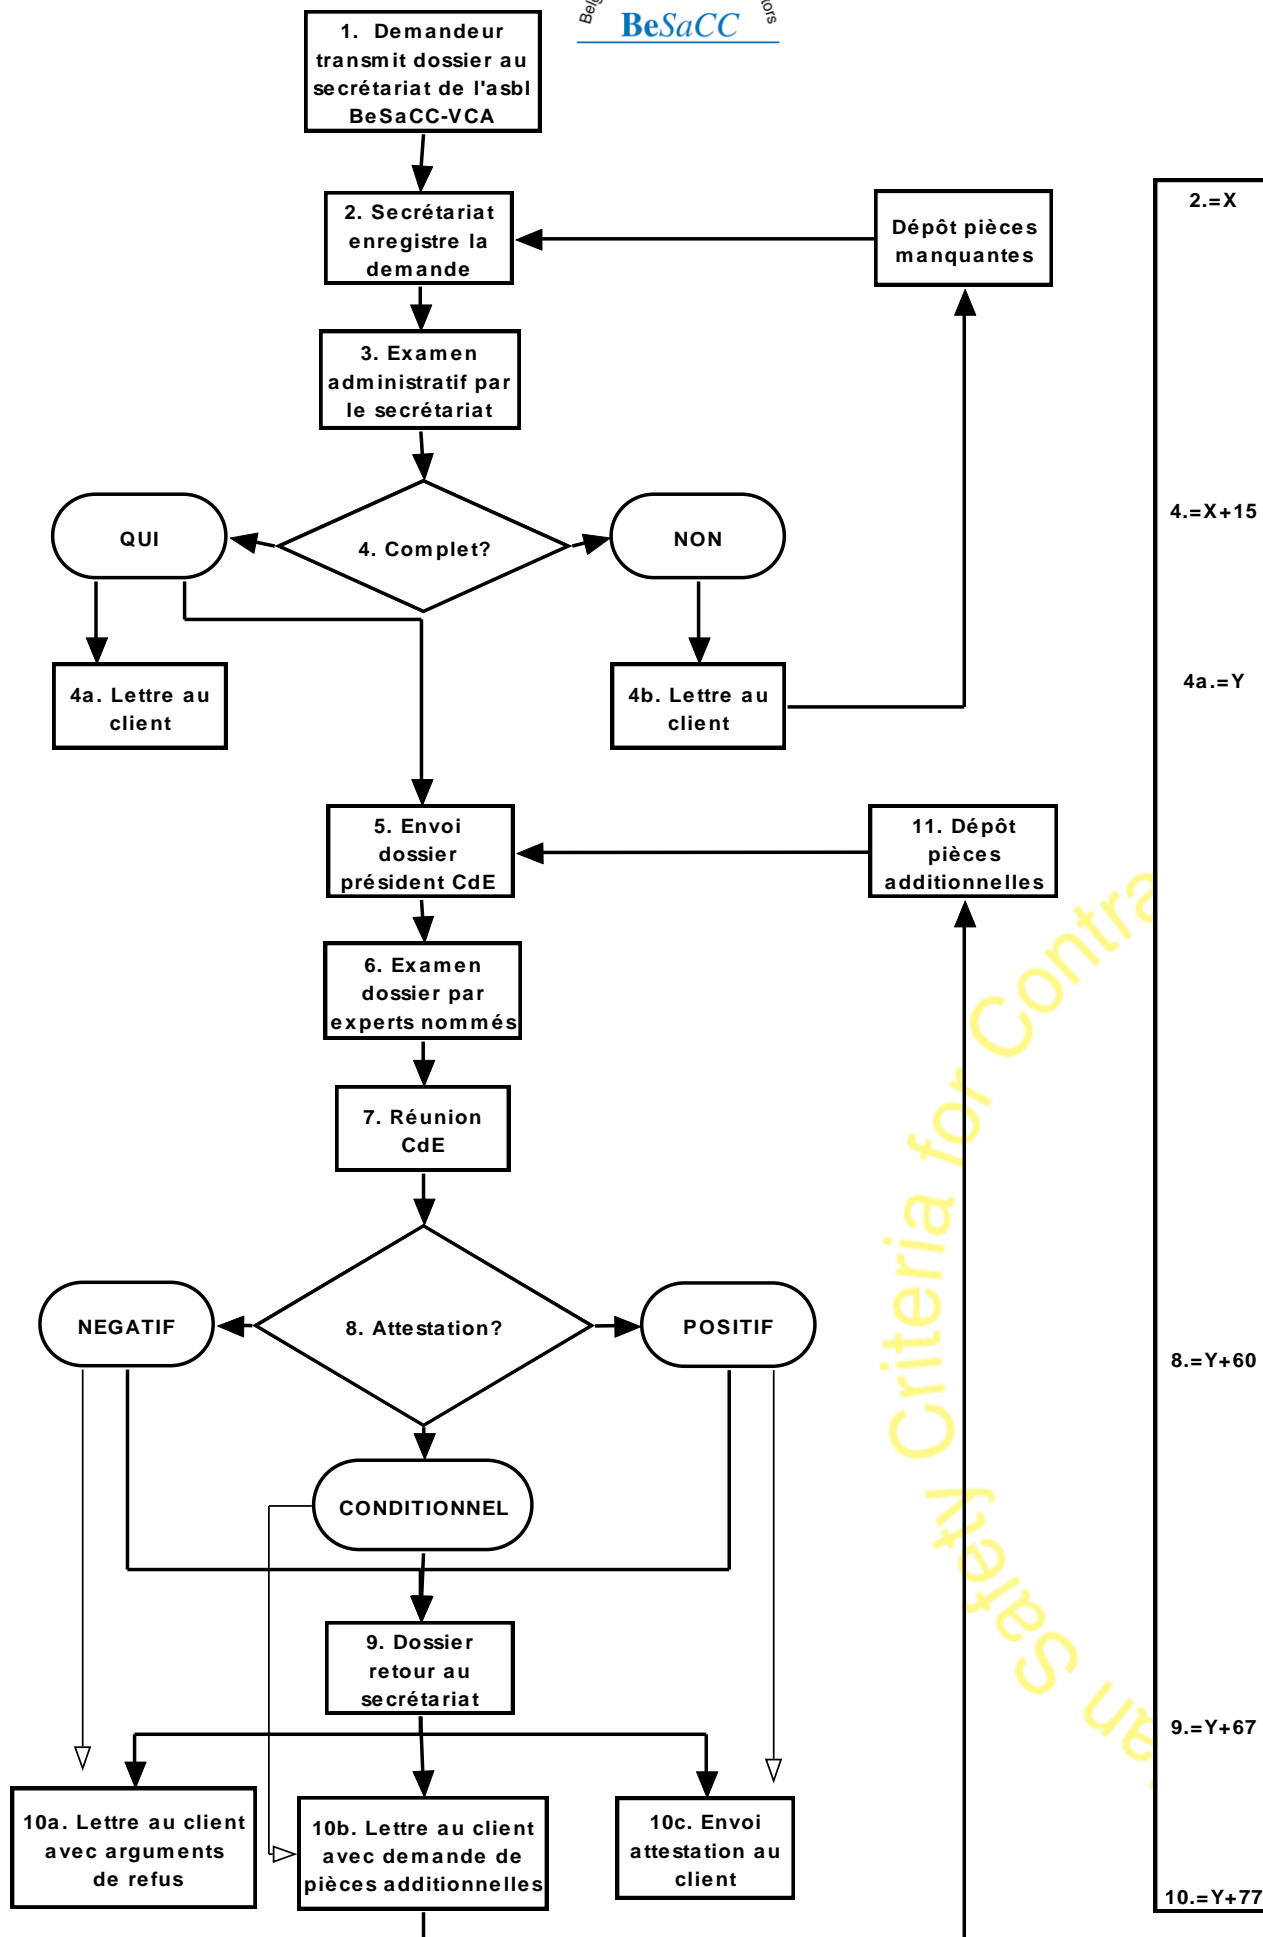 BeSaCC
1. Demandeur
transmit dossier au
secrétariat de l'asbl
BeSaCC-VCA
2. Secrétariat
enregistre la
demande
Dépôt pièces
manquantes
2.=X
3. Examen
administratif par
le secrétariat
4. Complet?
QUI
NON
4.=X+15
4a. Lettre au
client
4b. Lettre au
client
4a.=Y
5. Envoi
dossier
président CdE
11. Dépôt
pièces
additionnelles
6. Examen
dossier par
experts nommés
7. Réunion
CdE
8. Attestation?
NEGATIF
POSITIF
8.=Y+60
CONDITIONNEL
9. Dossier
retour au
secrétariat
9.=Y+67
10a. Lettre au client
avec arguments
de refus
10b. Lettre au client
avec demande de
pièces additionnelles
10c. Envoi
attestation au
client
10.=Y+77
Safety Criteria for